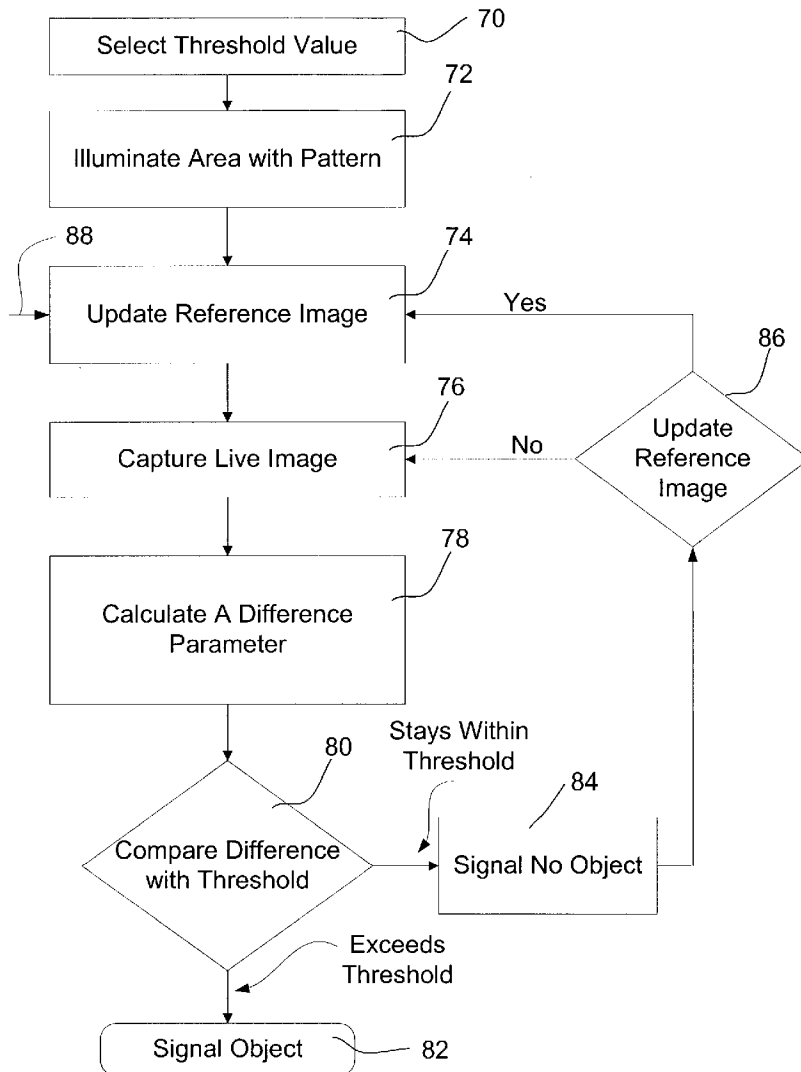 70
Select Threshold Value
72
Illuminate Area with Pattern
88
74
Update Reference Image
Yes
86
76
Capture Live Image
No
Update
Reference
Image
78
Calculate A Difference
Parameter
80
Stays Within
Threshold
84
Compare Difference
with Threshold
Signal No Object
Exceeds
Threshold
Signal Object
82